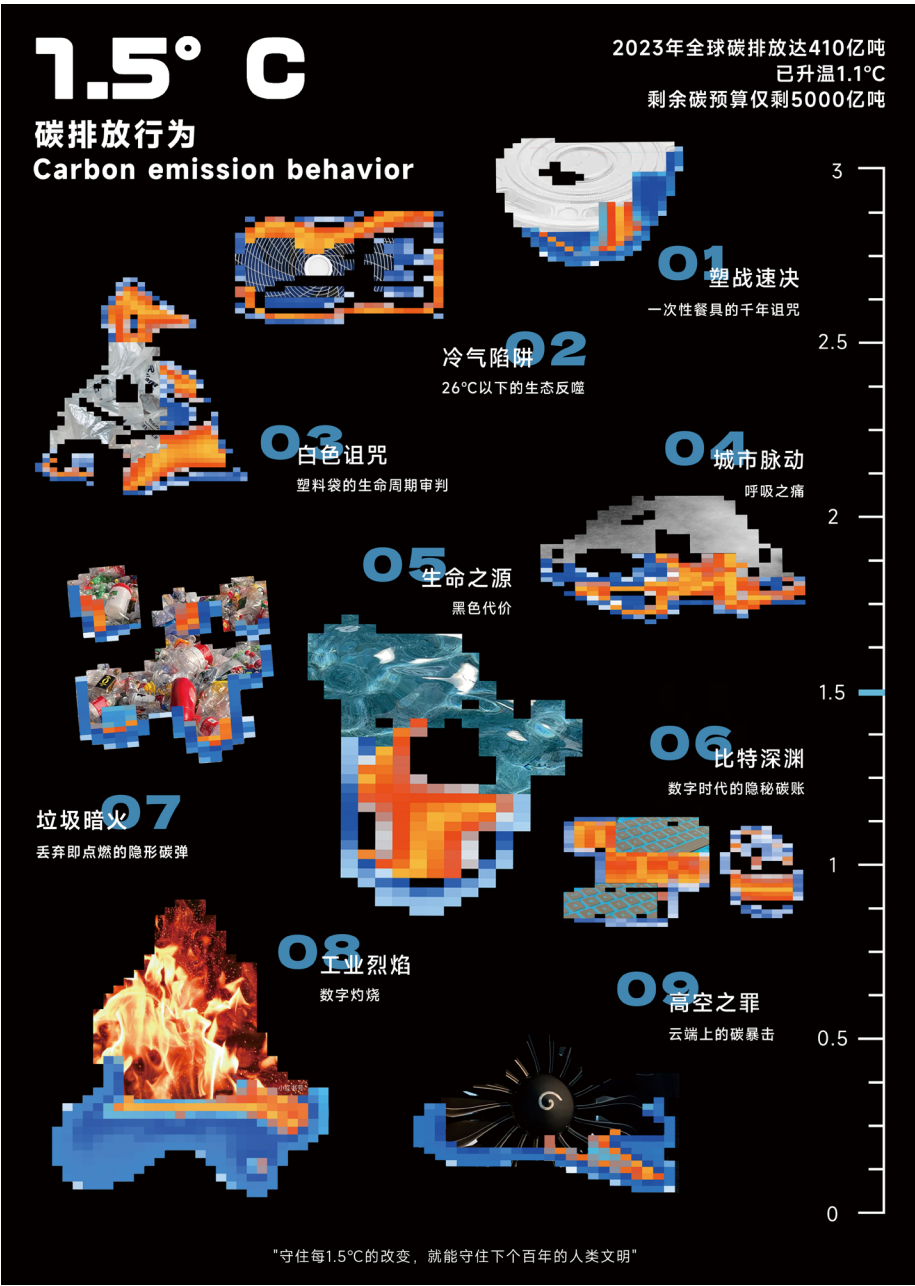 1.5° C
碳排放行为
Carbon emission behavior
2023年全球碳排放达410亿吨
已升温1.1°C
剩余碳预算仅剩5000亿吨
01
塑战速决
一次性餐具的千年诅咒
02
冷气陷阱
26°C以下的生态反噬
03
白色诅咒
塑料袋的生命周期审判
04
城市脉动
呼吸之痛
05
生命之源
黑色代价
06
比特深渊
数字时代的隐秘碳账
07
垃圾暗火
丢弃即点燃的隐形碳弹
08
工业烈焰
数字灼烧
09
高空之罪
云端上的碳暴击
3
2.5
2
1.5
1
0.5
0
"守住每1.5°C的改变，就能守住下个百年的人类文明"